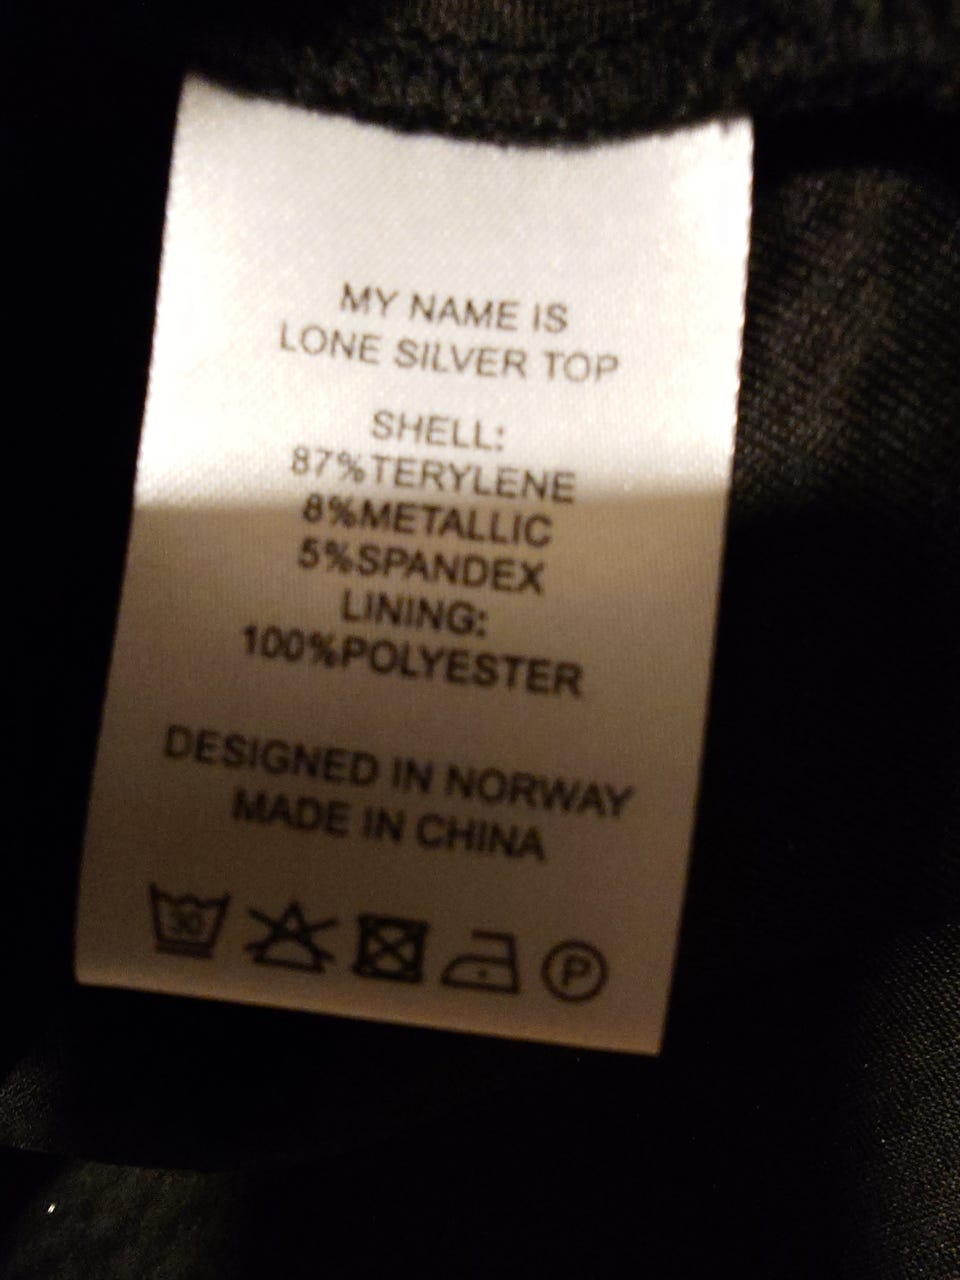 MY NAME IS
LONE SILVER TOP
SHELL:
87%TERYLENE
8%METALLIC
5%SPANDEX
LINING:
100%POLYESTER
DESIGNED IN NORWAY
MADE IN CHINA
30 P